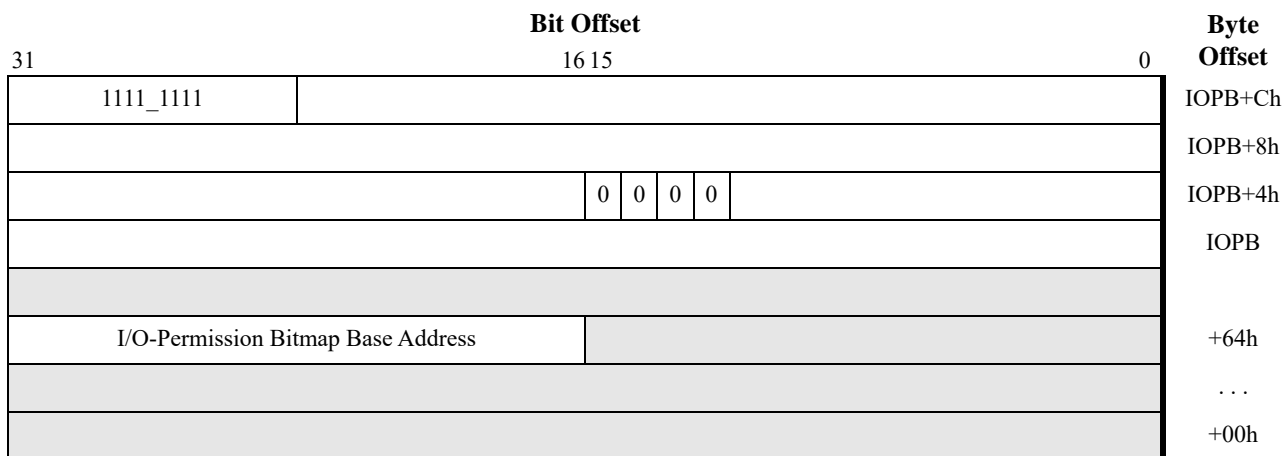 Bit Offset
Byte Offset
31 16 15 0
1111_1111 IOPB+Ch
IOPB+8h
0 0 0 0 IOPB+4h
IOPB
I/O-Permission Bitmap Base Address +64h
. . .
+00h